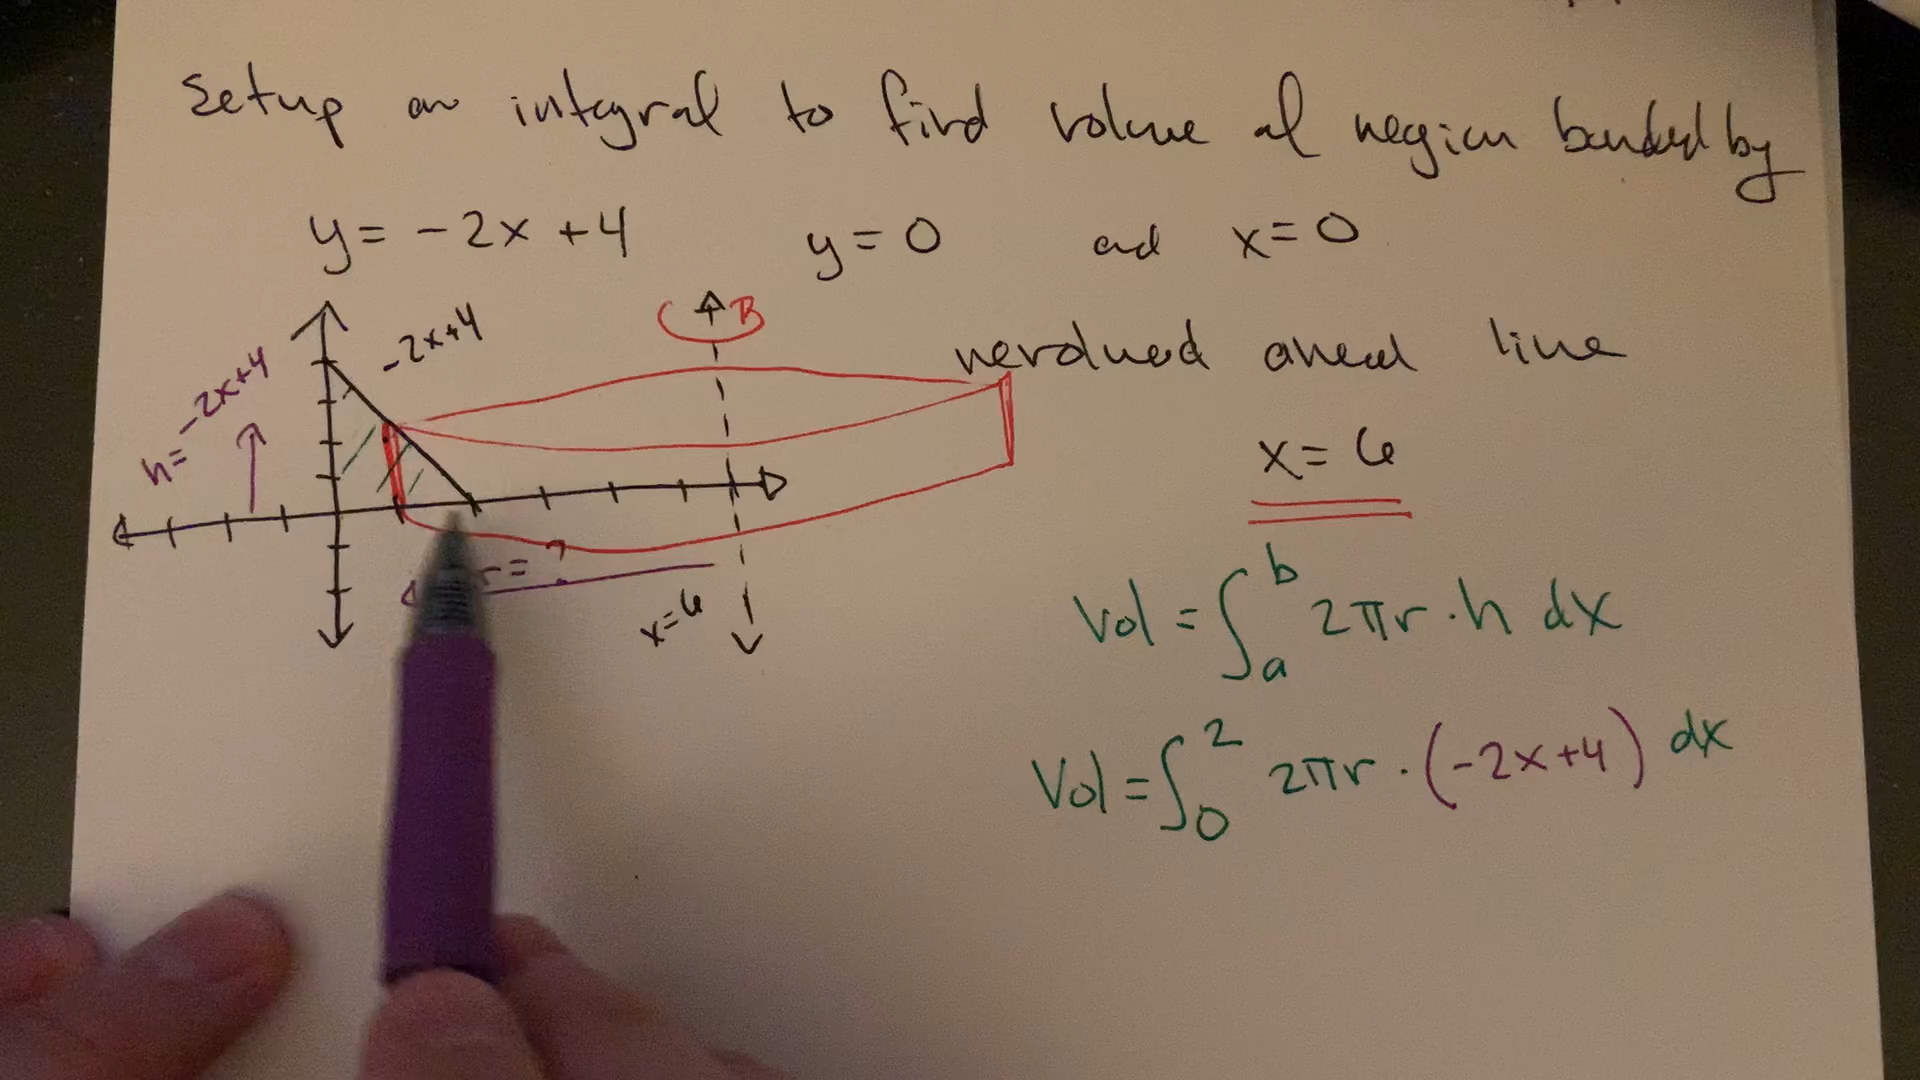 Setup an integral to find volume of region bounded by
y = -2x + 4 y = 0 and x = 0
-2x+4
revolved about line
h = -2x+4
x = 6
r = ?
x=6
Vol = ∫_a^b 2πr · h dx
Vol = ∫_0^2 2πr · (-2x+4) dx